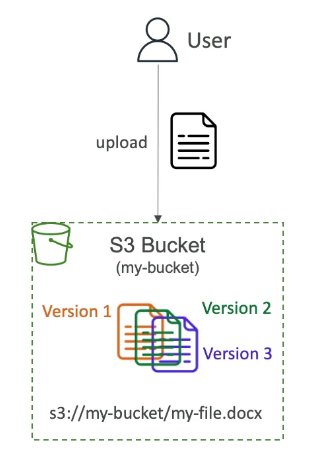 User
upload
S3 Bucket
(my-bucket)
Version 1
Version 2
Version 3
s3://my-bucket/my-file.docx